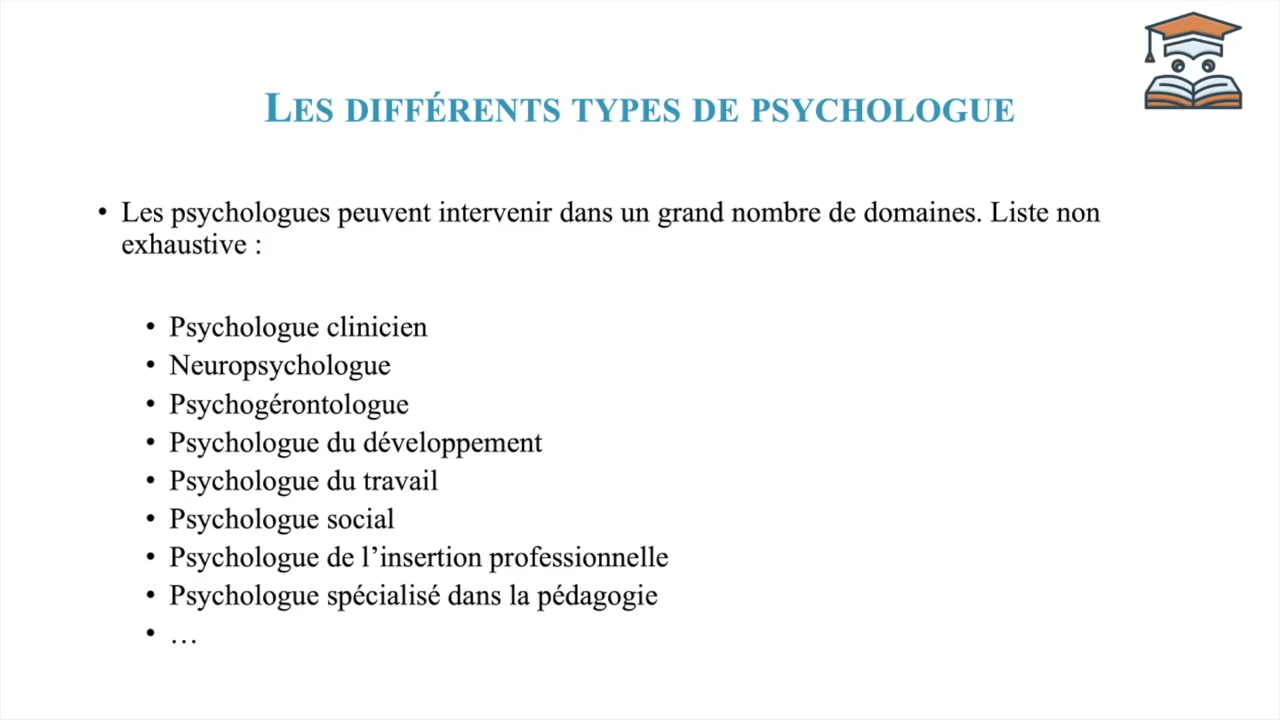 LES DIFFÉRENTS TYPES DE PSYCHOLOGUE
• Les psychologues peuvent intervenir dans un grand nombre de domaines. Liste non
exhaustive :
• Psychologue clinicien
• Neuropsychologue
• Psychogérontologue
• Psychologue du développement
• Psychologue du travail
• Psychologue social
• Psychologue de l’insertion professionnelle
• Psychologue spécialisé dans la pédagogie
• …